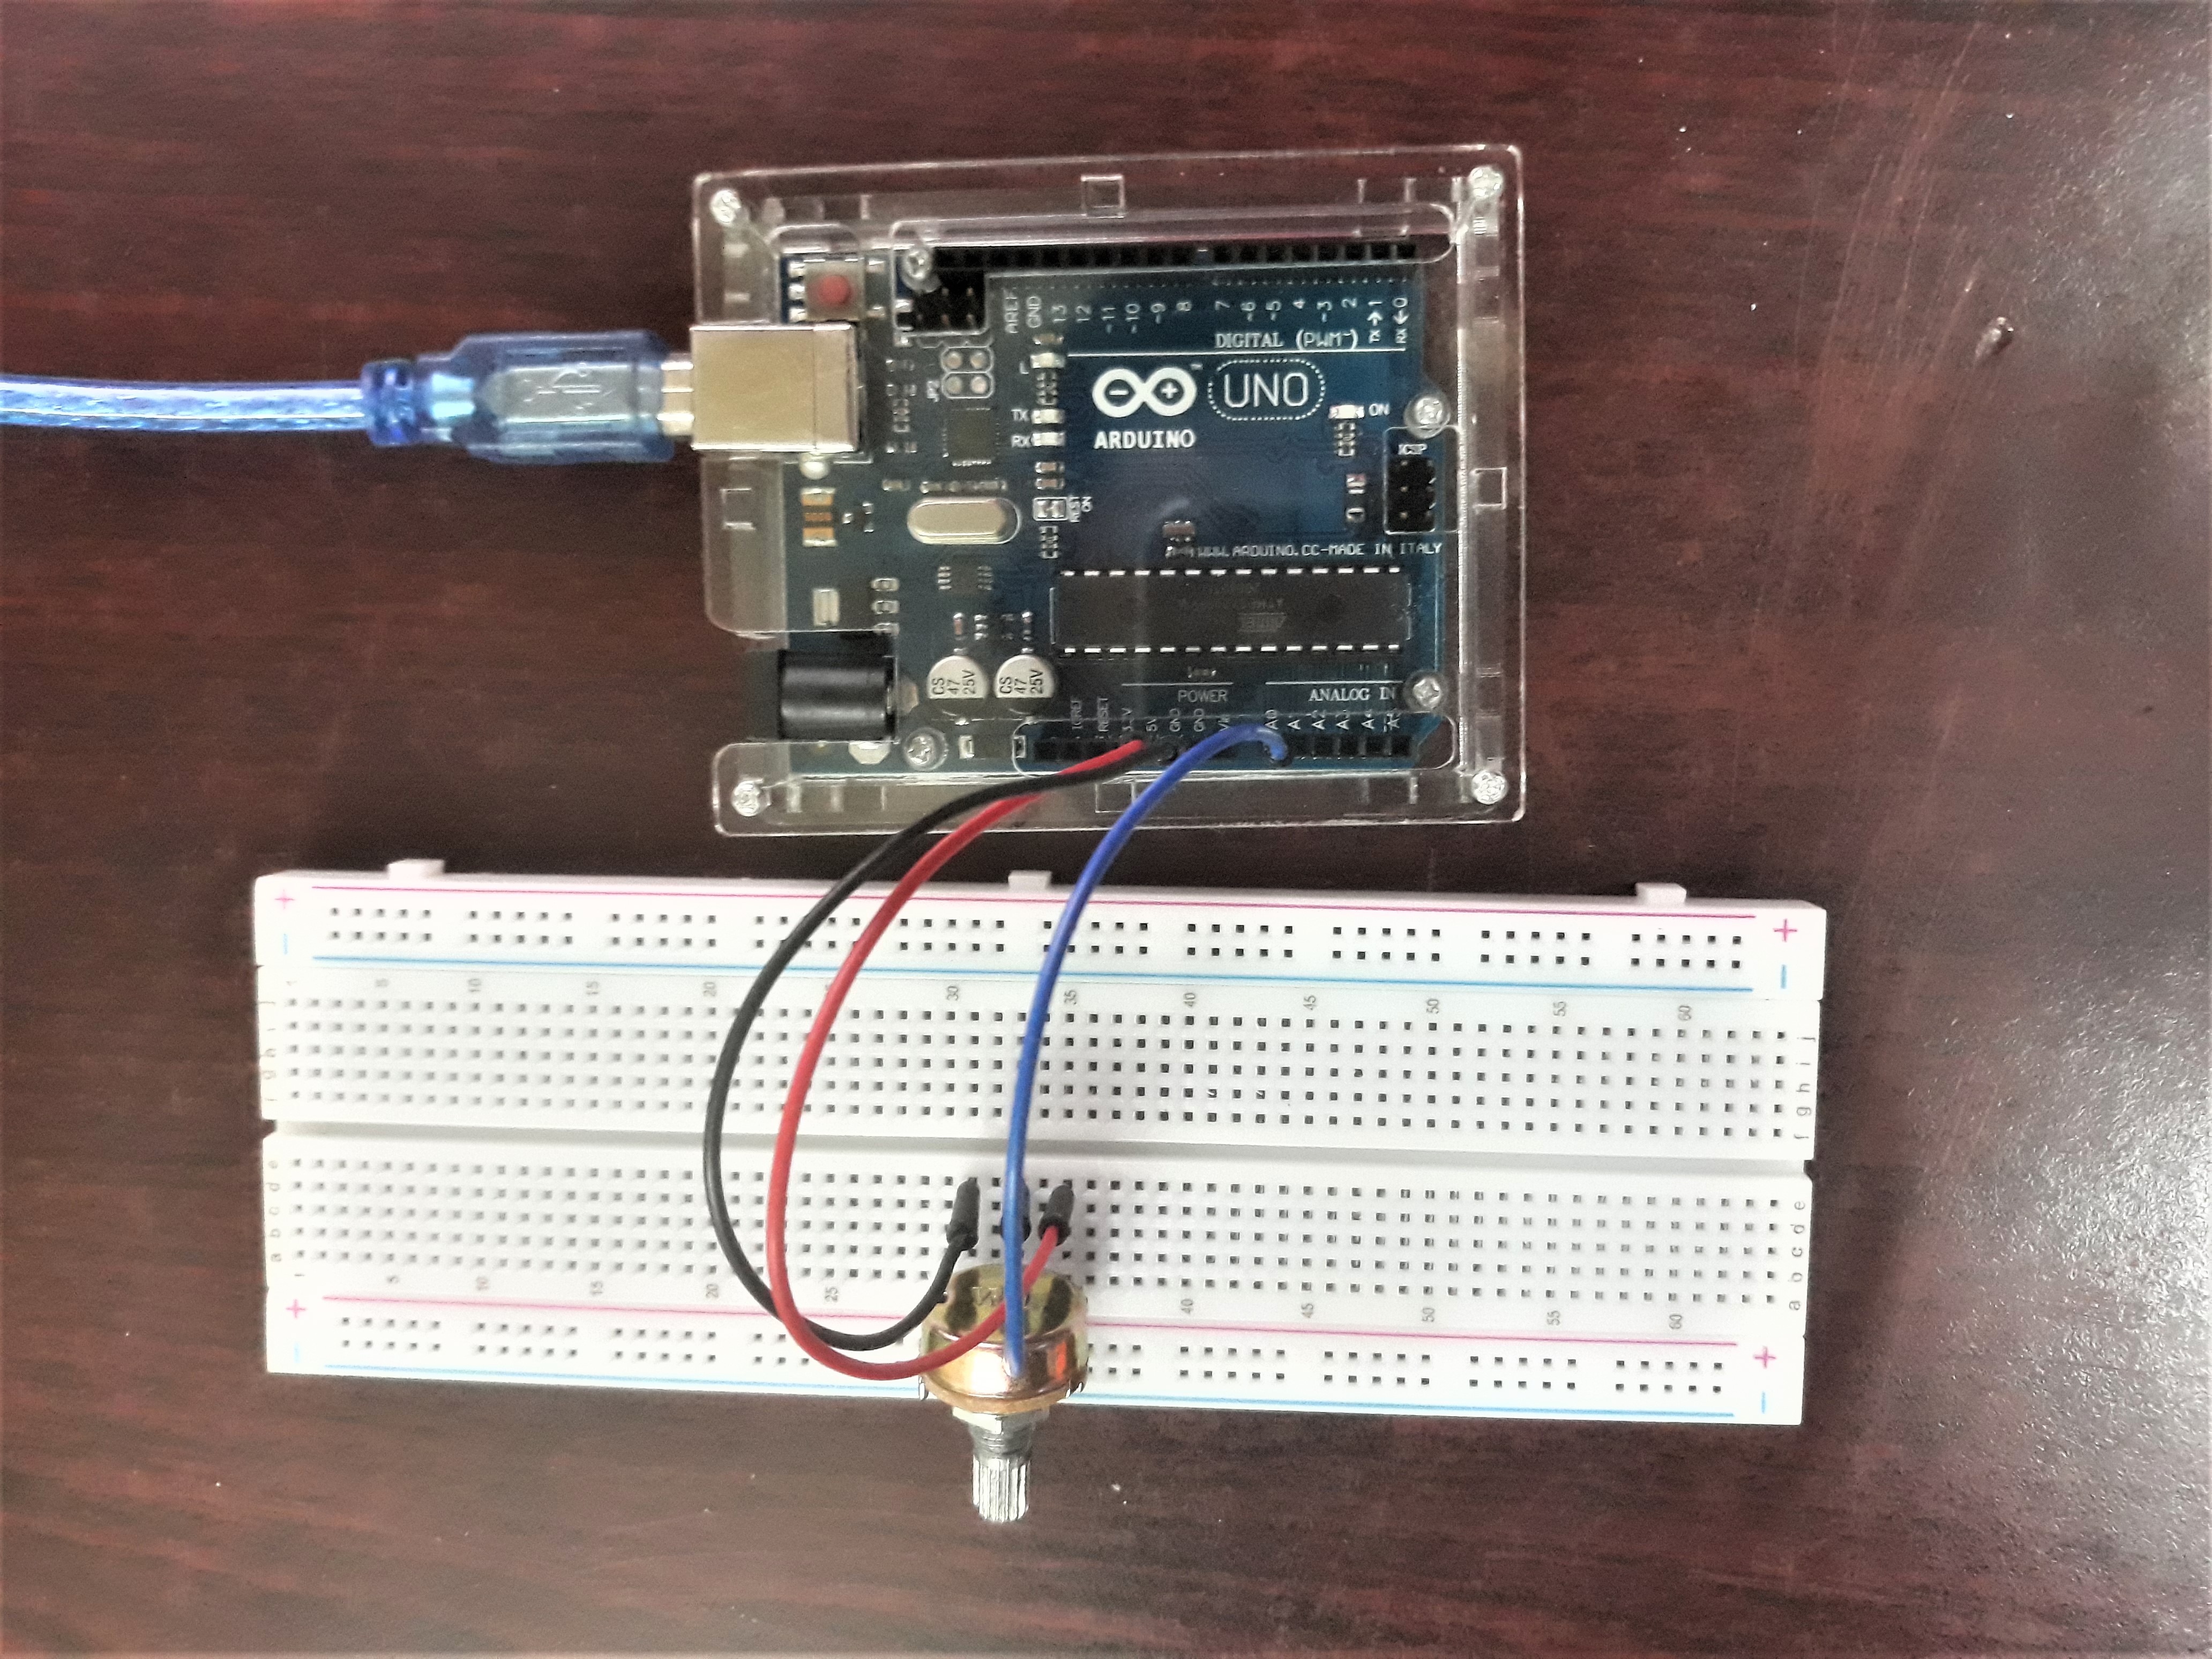 AREF
GND
13
12
~11
~10
~9
8
7
~6
~5
4
~3
2
TX→1
RX←0
DIGITAL (PWM~)
L
JP2
TX
RX
™
UNO
ARDUINO
ON
ICSP
RESET
WWW.ARDUINO.CC-MADE IN ITALY
ATMEL
CS
47
25V
CS
47
25V
POWER
ANALOG IN
IOREF
RESET
3.3V
5V
GND
GND
A0
A1
A2
A3
A4
A5
+ +
- -
1 5 10 15 20 30 35 40 45 50 55 60
j
i
h
g
f
j
i
h
g
f
e
d
c
b
a
e
d
c
b
a
1 5 10 15 20 25 40 45 50 55 60
+ +
- -